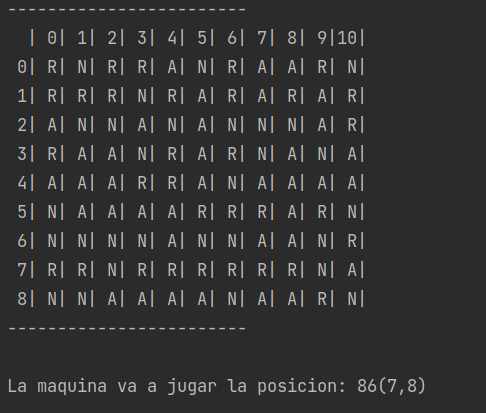 -----------------------
  | 0| 1| 2| 3| 4| 5| 6| 7| 8| 9|10|
 0| R| N| R| R| A| N| R| A| A| R| N|
 1| R| R| R| N| R| A| R| A| R| A| R|
 2| A| N| N| A| N| A| N| N| N| A| R|
 3| R| A| A| N| R| A| R| N| A| N| A|
 4| A| A| A| R| R| A| N| A| A| A| A|
 5| N| A| A| A| A| R| R| R| A| R| N|
 6| N| N| N| N| A| N| N| A| A| N| R|
 7| R| R| N| R| R| R| R| R| R| N| A|
 8| N| N| A| A| A| A| N| A| A| R| N|
-----------------------
La maquina va a jugar la posicion: 86(7,8)